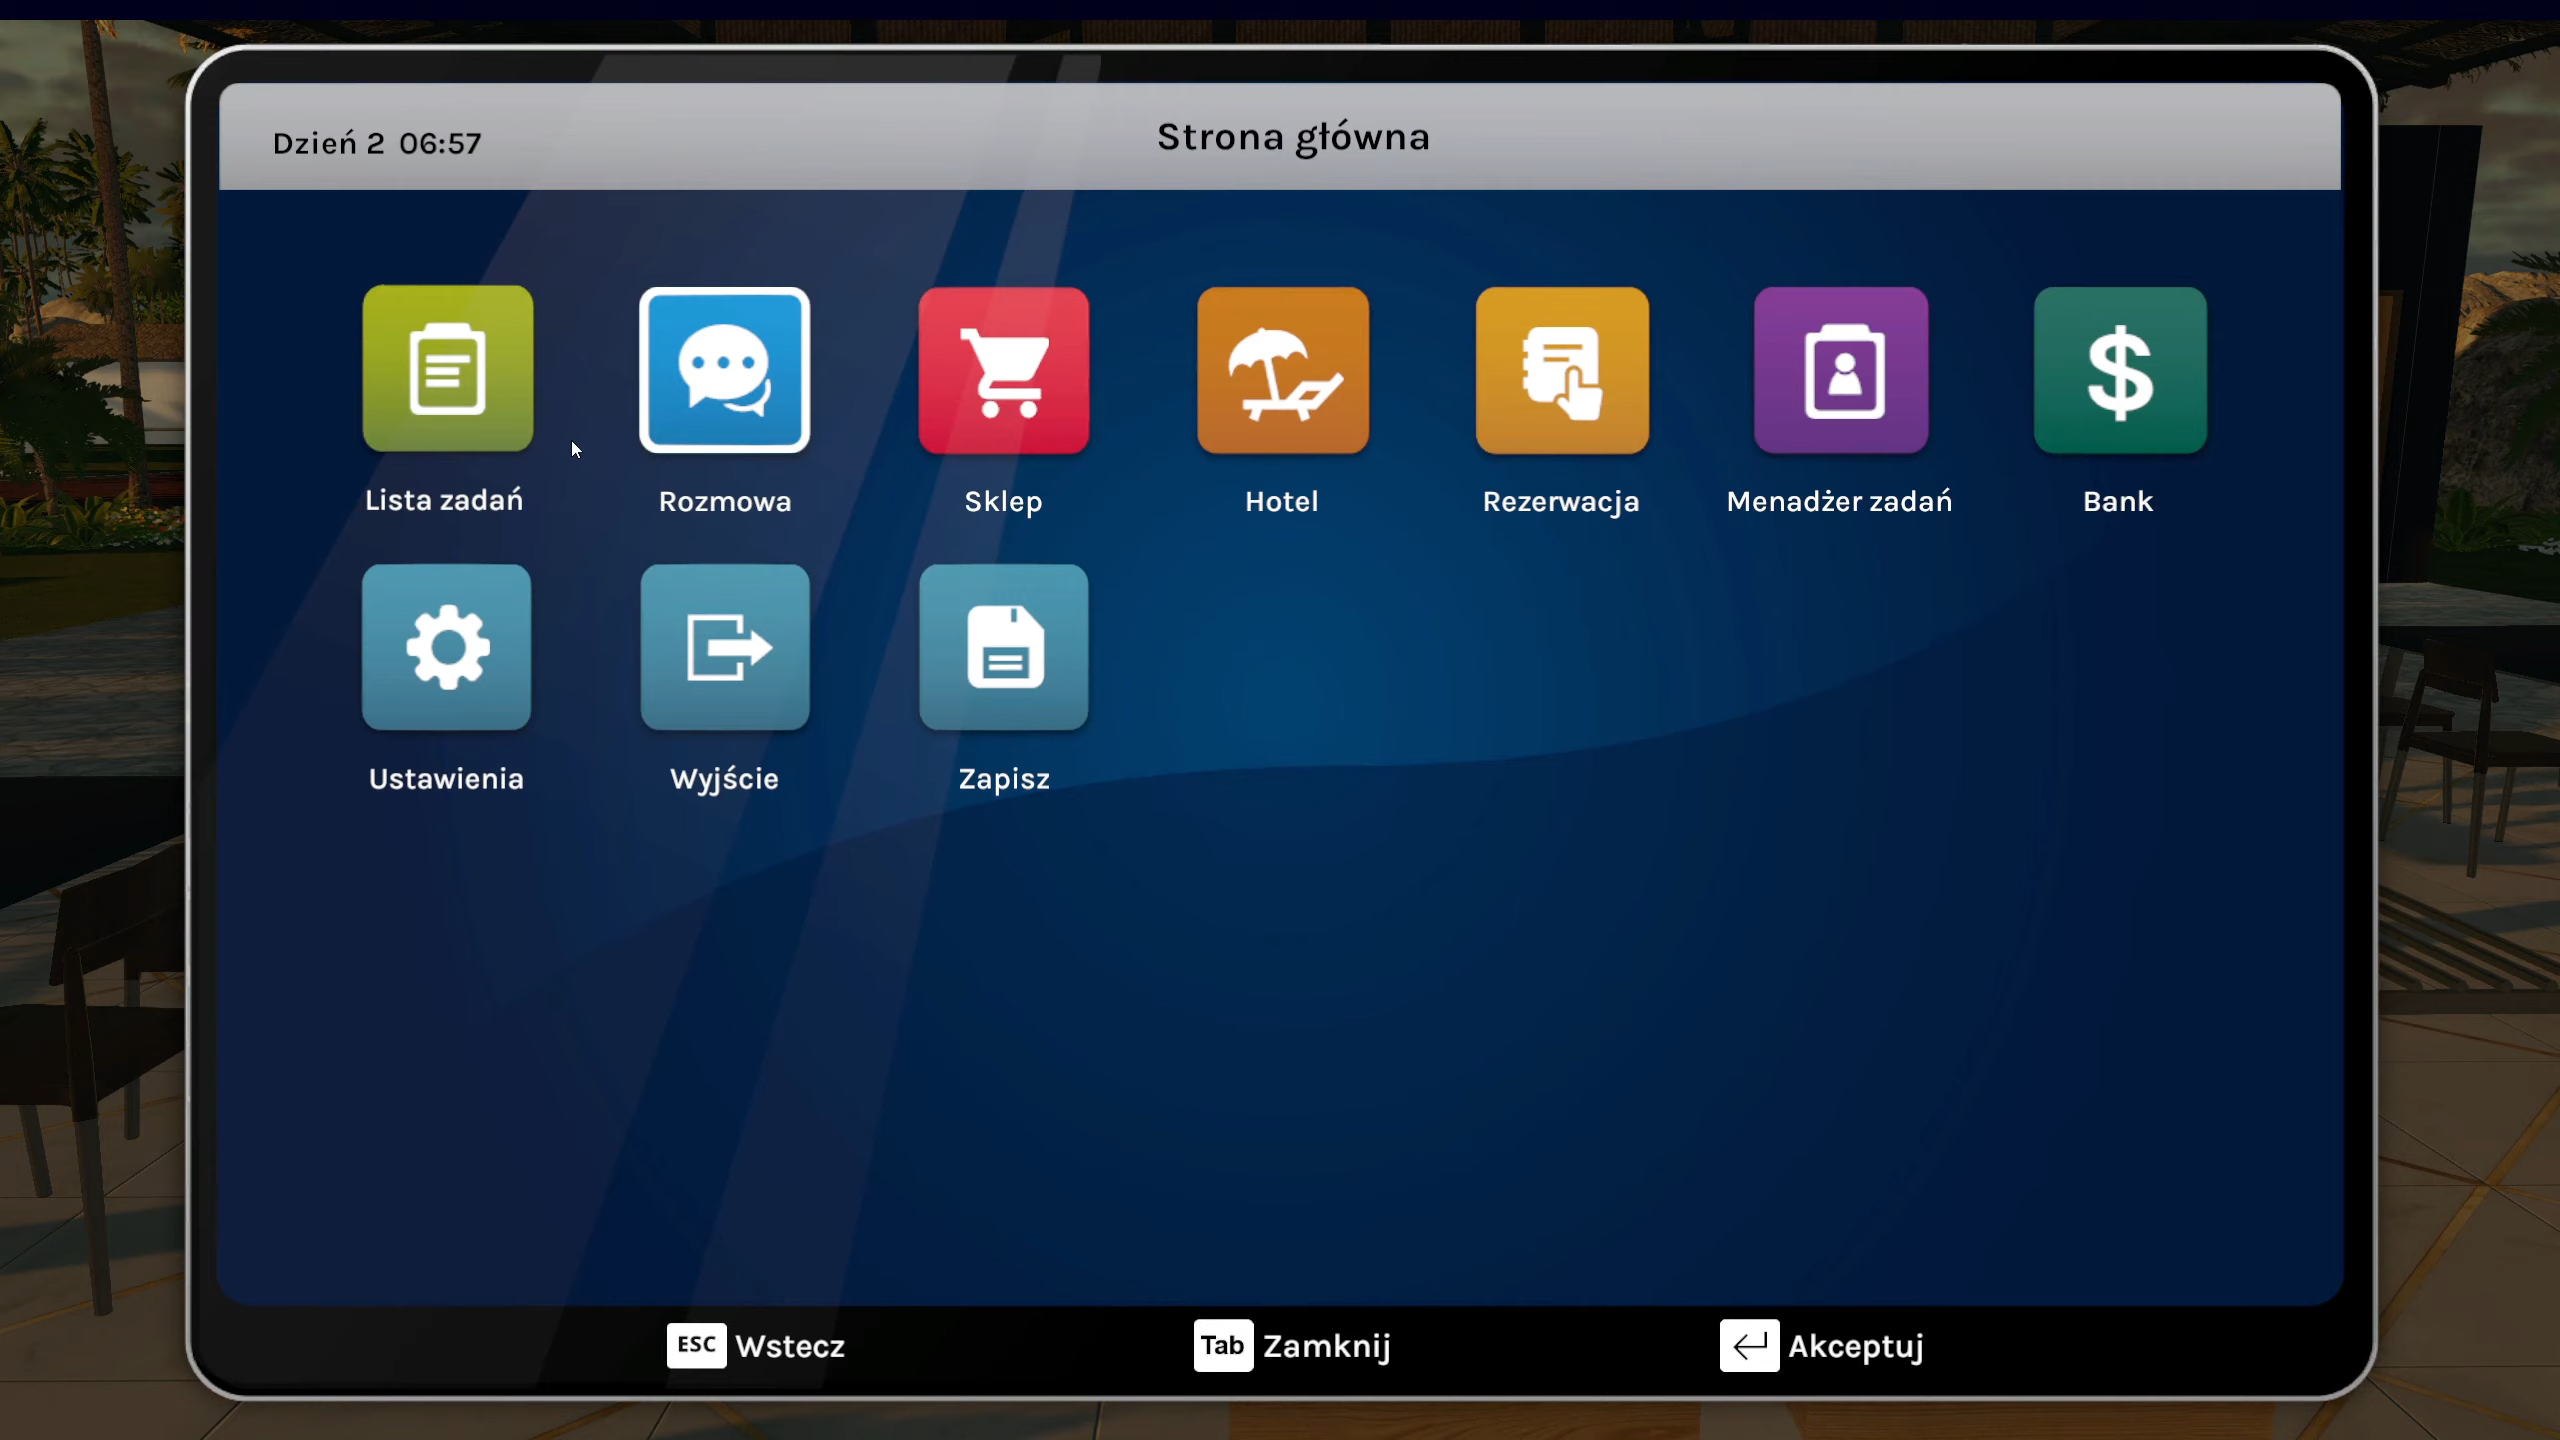 Dzień 2 06:57
Strona główna
Lista zadań
Rozmowa
Sklep
Hotel
Rezerwacja
Menadżer zadań
Bank
Ustawienia
Wyjście
Zapisz
ESC Wstecz
Tab Zamknij
Akceptuj